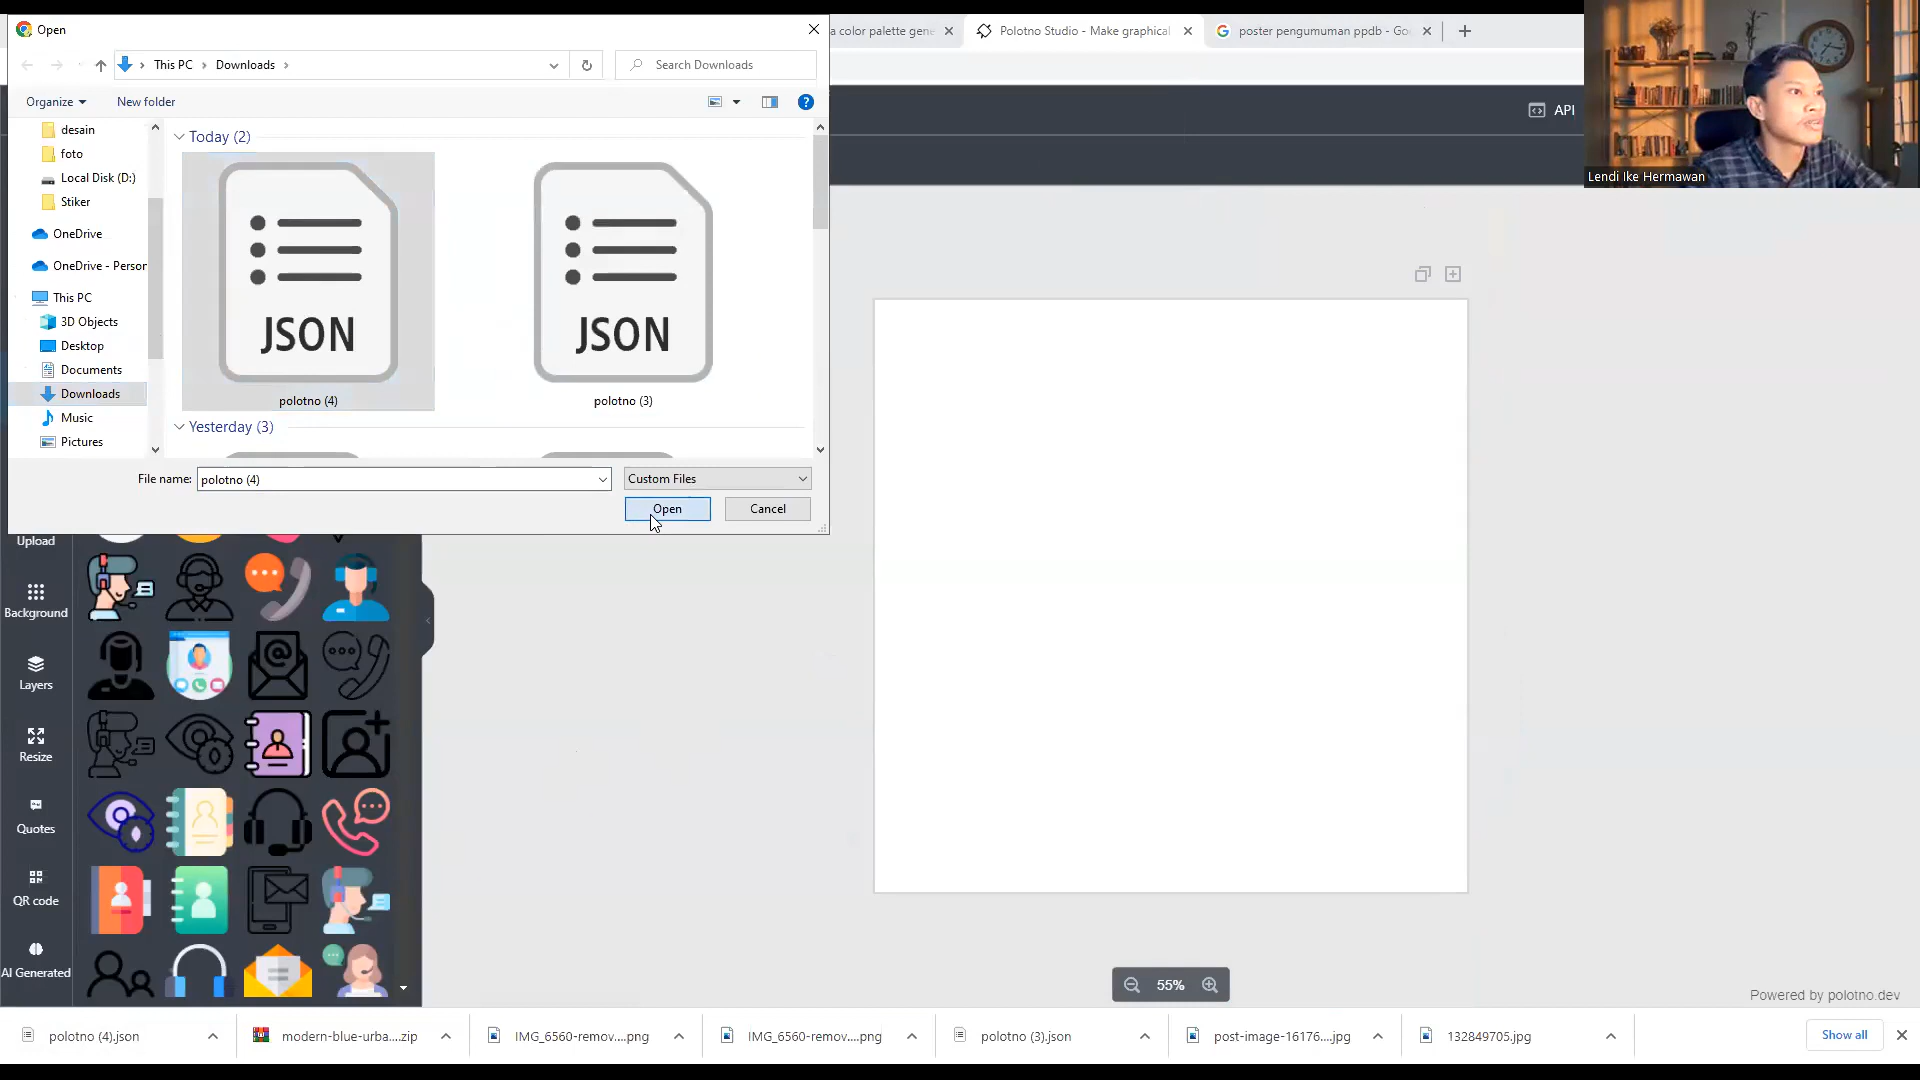 Open
a color palette gene
Polotno Studio - Make graphical
poster pengumuman ppdb - Go
This PC
Downloads
Search Downloads
Organize
New folder
API
desain
foto
Local Disk (D:)
Stiker
OneDrive
OneDrive - Person
This PC
3D Objects
Desktop
Documents
Downloads
Music
Pictures
Today (2)
JSON
JSON
polotno (4)
polotno (3)
Yesterday (3)
File name:
polotno (4)
Custom Files
Open
Cancel
Lendi Ike Hermawan
Upload
Background
Layers
Resize
Quotes
QR code
AI Generated
55%
Powered by polotno.dev
polotno (4).json
modern-blue-urba....zip
IMG_6560-remov....png
IMG_6560-remov....png
polotno (3).json
post-image-16176....jpg
132849705.jpg
Show all